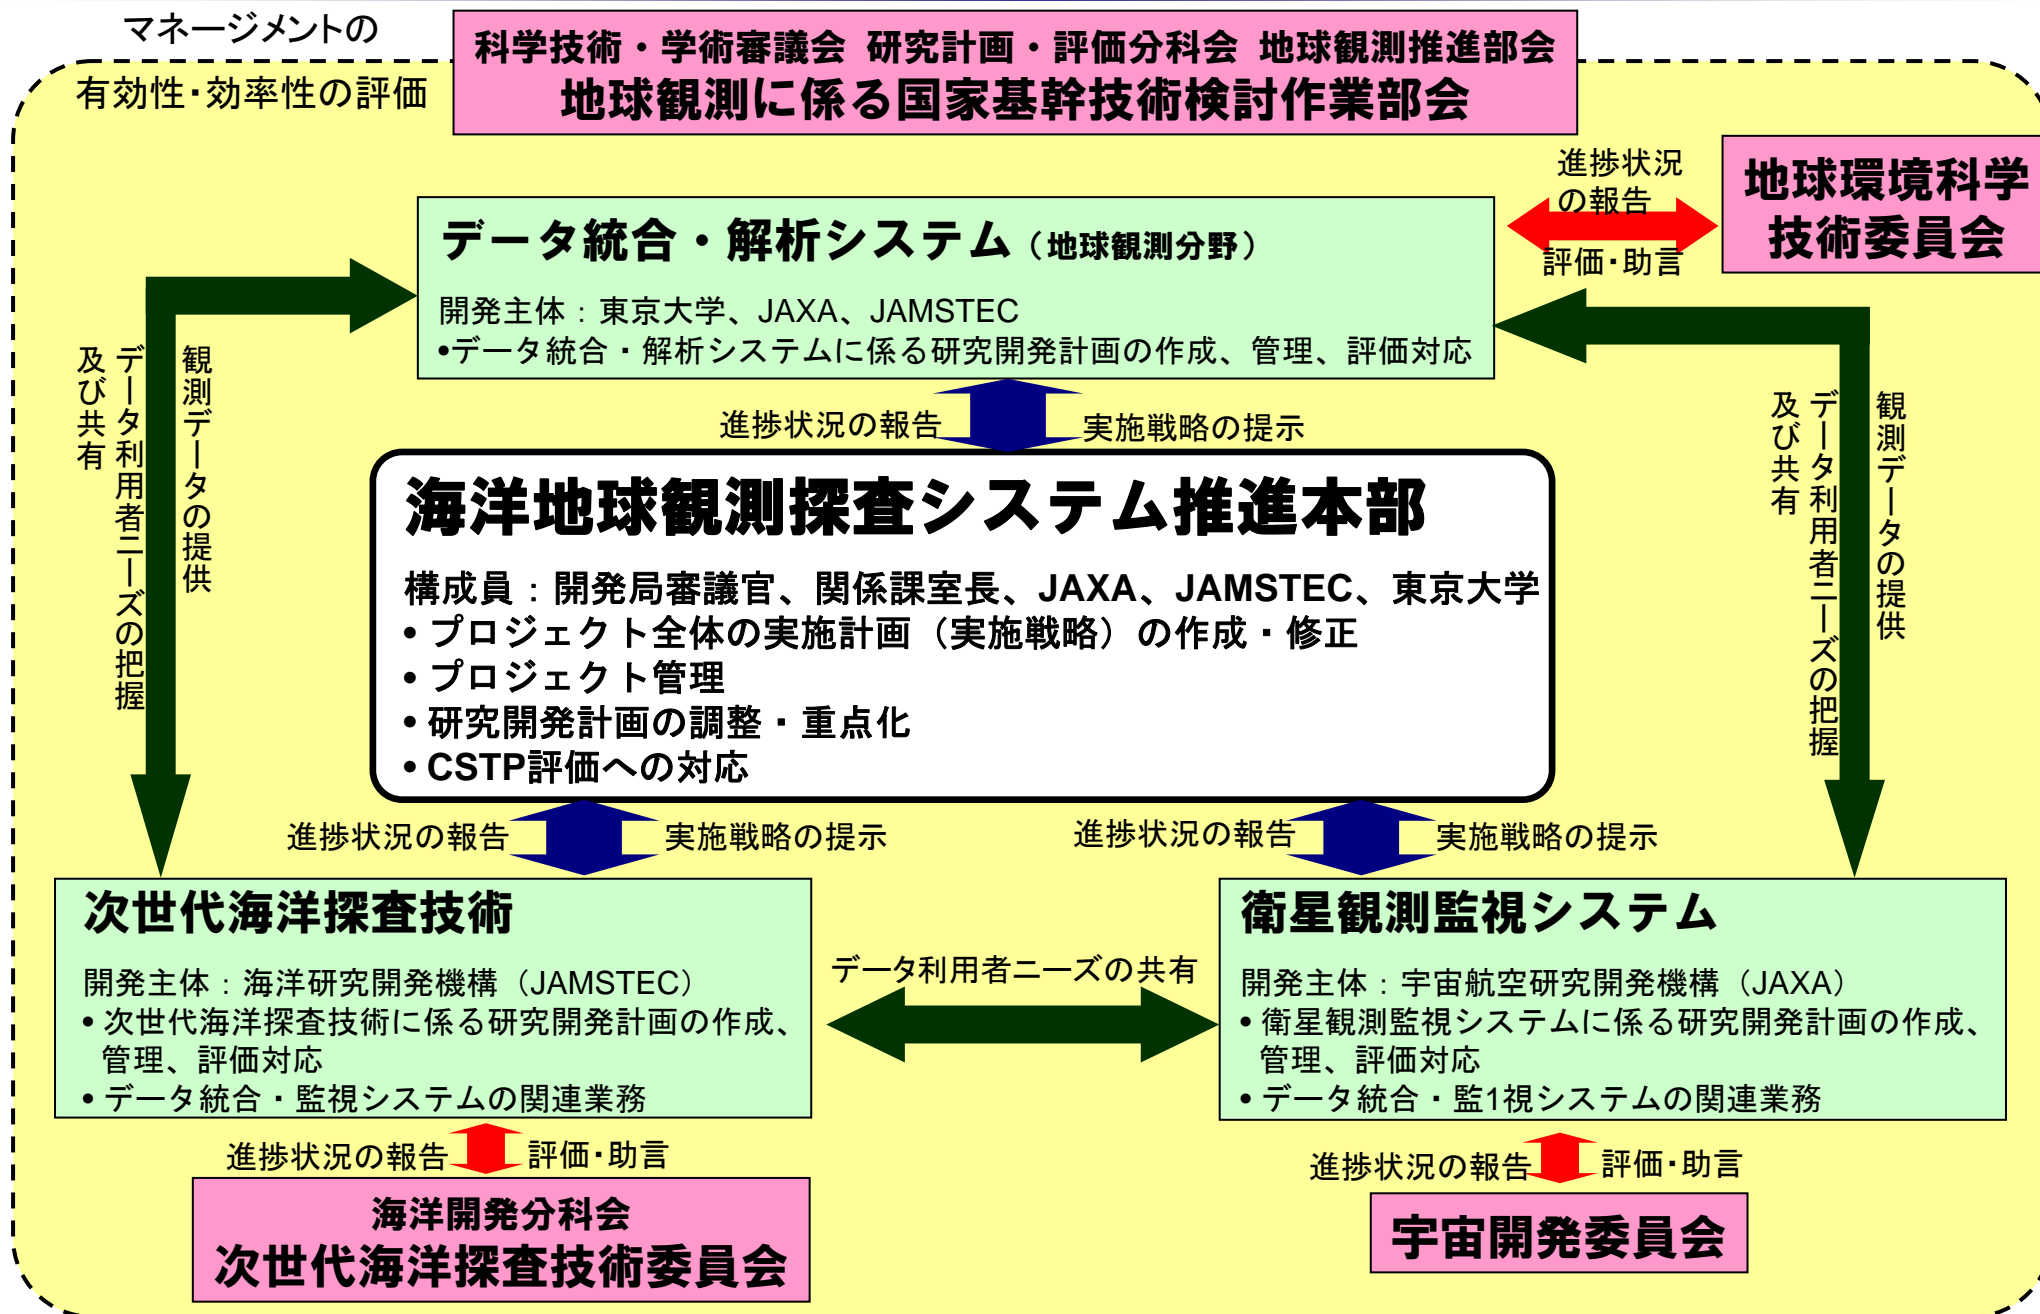 マネージメントの
有効性・効率性の評価
科学技術・学術審議会 研究計画・評価分科会 地球観測推進部会
地球観測に係る国家基幹技術検討作業部会
進捗状況
の報告
評価・助言
地球環境科学
技術委員会
データ統合・解析システム（地球観測分野）
開発主体：東京大学、JAXA、JAMSTEC
•データ統合・解析システムに係る研究開発計画の作成、管理、評価対応
観測データの提供
データ利用者ニーズの把握
及び共有
観測データの提供
データ利用者ニーズの把握
及び共有
進捗状況の報告
実施戦略の提示
海洋地球観測探査システム推進本部
構成員：開発局審議官、関係課室長、JAXA、JAMSTEC、東京大学
• プロジェクト全体の実施計画（実施戦略）の作成・修正
• プロジェクト管理
• 研究開発計画の調整・重点化
• CSTP評価への対応
進捗状況の報告
実施戦略の提示
進捗状況の報告
実施戦略の提示
次世代海洋探査技術
開発主体：海洋研究開発機構（JAMSTEC）
• 次世代海洋探査技術に係る研究開発計画の作成、
管理、評価対応
• データ統合・監視システムの関連業務
データ利用者ニーズの共有
衛星観測監視システム
開発主体：宇宙航空研究開発機構（JAXA）
• 衛星観測監視システムに係る研究開発計画の作成、
管理、評価対応
• データ統合・監1視システムの関連業務
進捗状況の報告
評価・助言
海洋開発分科会
次世代海洋探査技術委員会
進捗状況の報告
評価・助言
宇宙開発委員会